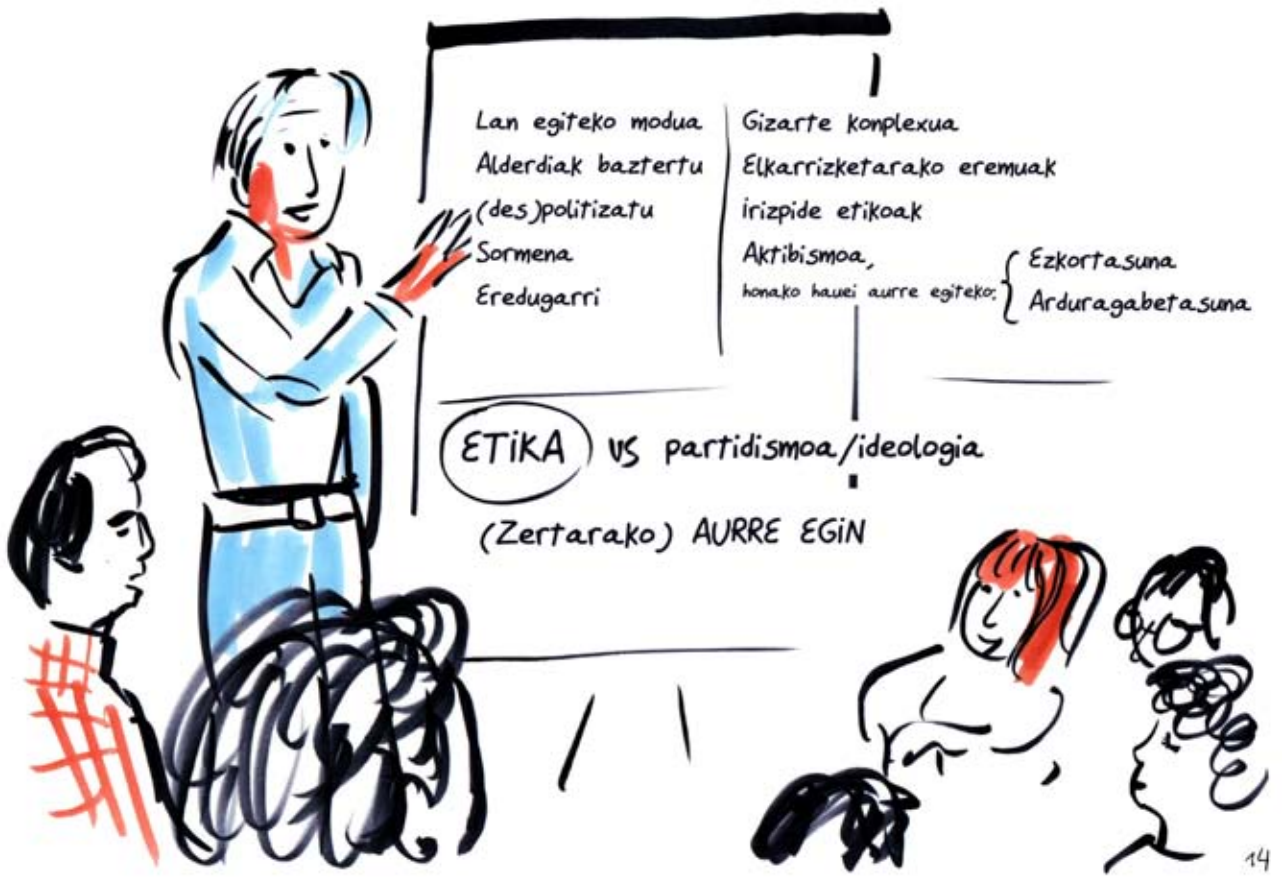 Lan egiteko modua
Alderdiak baztertu
(des)politizatu
Sormena
Eredugarri
Gizarte konplexua
Elkarrizketarako eremuak
irizpide etikoak
Aktibismoa,
honako hauei aurre egiteko:
Ezkortasuna
Arduragabetasuna
ETiKA vs partidismoa/ideologia
(Zertarako) AURRE EGiN
14